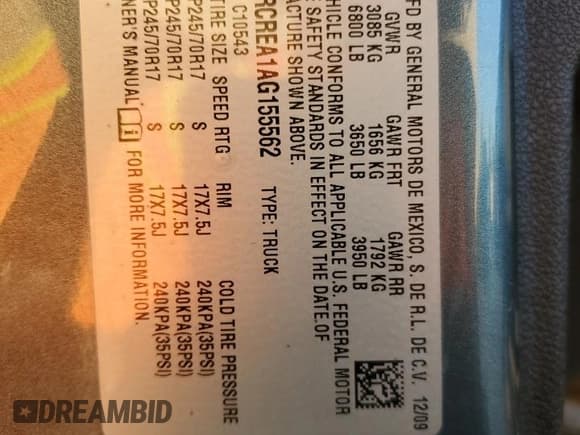 MFD BY GENERAL MOTORS DE MEXICO, S. DE R.L. DE C.V. 12/09
GVWR GAWR FRT GAWR RR
3085 KG 1656 KG 1792 KG
6800 LB 3650 LB 3950 LB
HICLE CONFORMS TO ALL APPLICABLE U.S. FEDERAL MOTOR
E SAFETY STANDARDS IN EFFECT ON THE DATE OF
ACTURE SHOWN ABOVE.
RCREA1AG155562 TYPE: TRUCK
C10543
TIRE SIZE SPEED RTG RIM COLD TIRE PRESSURE
P245/70R17 S 17X7.5J 240KPA(35PSI)
P245/70R17 S 17X7.5J 240KPA(35PSI)
P245/70R17 S 17X7.5J 240KPA(35PSI)
NER'S MANUAL i FOR MORE INFORMATION.
DREAMBID